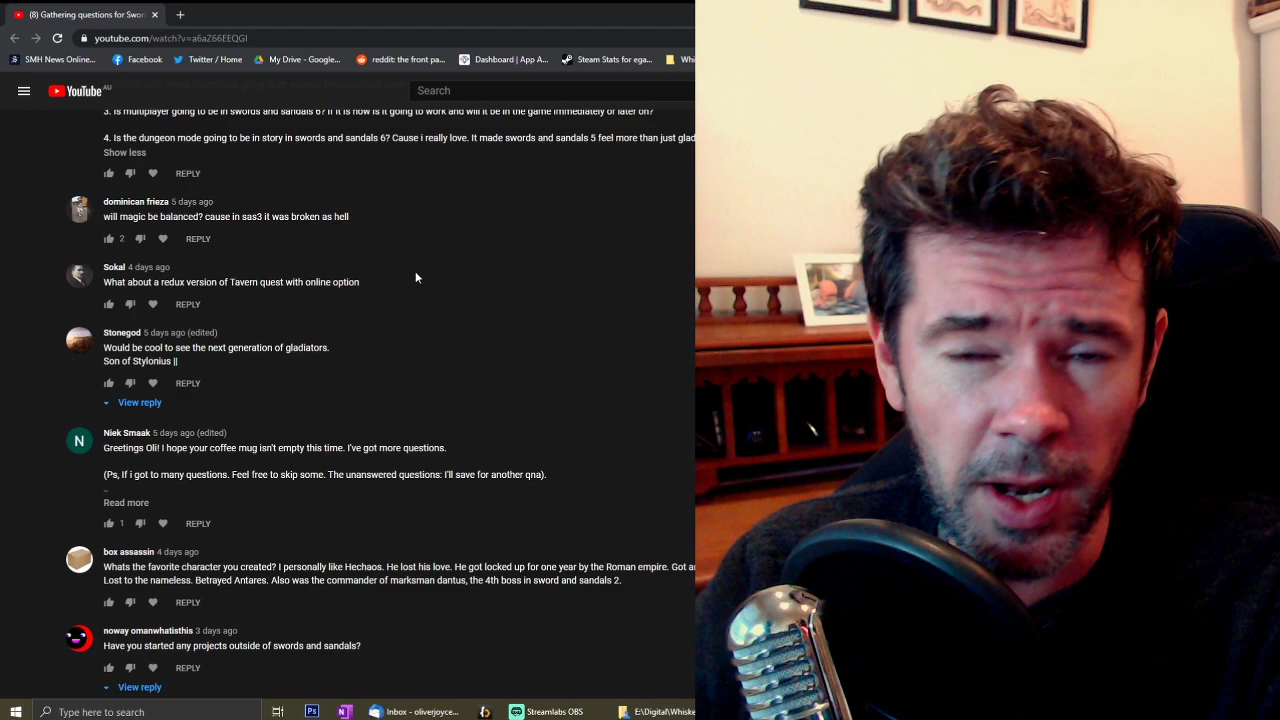 (8) Gathering questions for Swor
youtube.com/watch?v=a6aZ66EEQGI
SMH News Online... Facebook Twitter / Home My Drive - Google... reddit: the front pa... Dashboard | App A... Steam Stats for ega... Whi
YouTube AU Search
3. Is multiplayer going to be in swords and sandals 6? If it is how is it going to work and will it be in the game immediately or later on?
4. Is the dungeon mode going to be in story in swords and sandals 6? Cause i really love. It made swords and sandals 5 feel more than just glad
Show less
REPLY
dominican frieza 5 days ago
will magic be balanced? cause in sas3 it was broken as hell
2 REPLY
Sokal 4 days ago
What about a redux version of Tavern quest with online option
REPLY
Stonegod 5 days ago (edited)
Would be cool to see the next generation of gladiators.
Son of Stylonius ||
REPLY
View reply
N
Niek Smaak 5 days ago (edited)
Greetings Oli! I hope your coffee mug isn't empty this time. I've got more questions.
(Ps, If i got to many questions. Feel free to skip some. The unanswered questions: I'll save for another qna).
Read more
1 REPLY
box assassin 4 days ago
Whats the favorite character you created? I personally like Hechaos. He lost his love. He got locked up for one year by the Roman empire. Got ar
Lost to the nameless. Betrayed Antares. Also was the commander of marksman dantus, the 4th boss in sword and sandals 2.
REPLY
noway omanwhatisthis 3 days ago
Have you started any projects outside of swords and sandals?
REPLY
View reply
Type here to search Ps N Inbox - oliverjoyce... Streamlabs OBS E:\Digital\Whiske